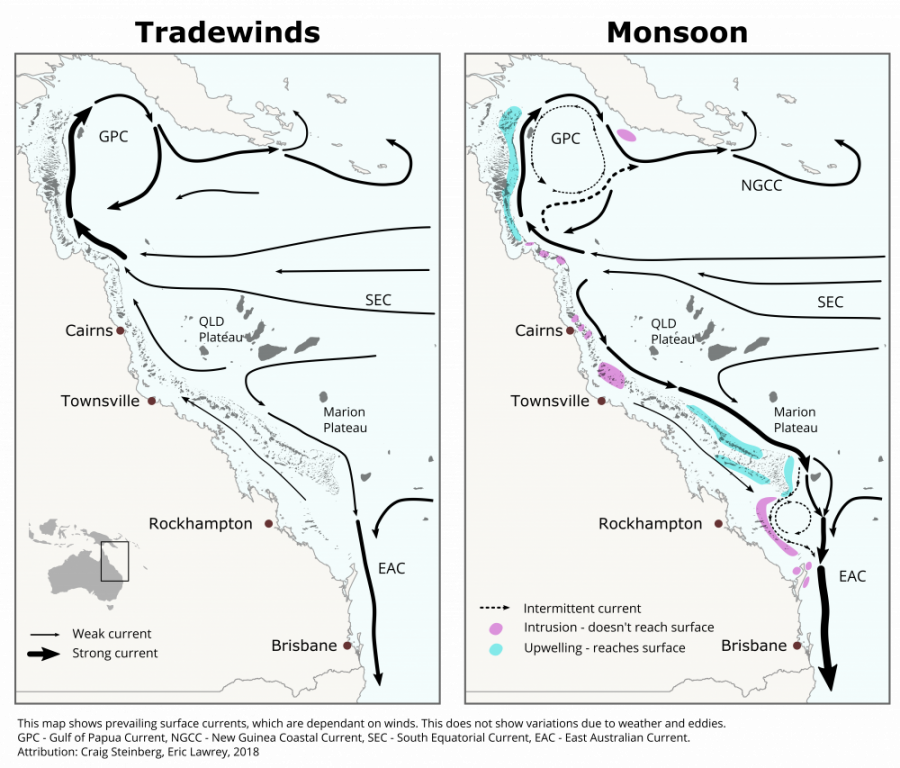 Tradewinds
GPC
SEC
QLD
Plateau
Cairns
Townsville
Marion
Plateau
Rockhampton
EAC
Weak current
Strong current
Brisbane
Monsoon
GPC
NGCC
SEC
QLD
Plateau
Cairns
Townsville
Marion
Plateau
Rockhampton
EAC
Intermittent current
Intrusion - doesn't reach surface
Upwelling - reaches surface
Brisbane
This map shows prevailing surface currents, which are dependant on winds. This does not show variations due to weather and eddies.
GPC - Gulf of Papua Current, NGCC - New Guinea Coastal Current, SEC - South Equatorial Current, EAC - East Australian Current.
Attribution: Craig Steinberg, Eric Lawrey, 2018